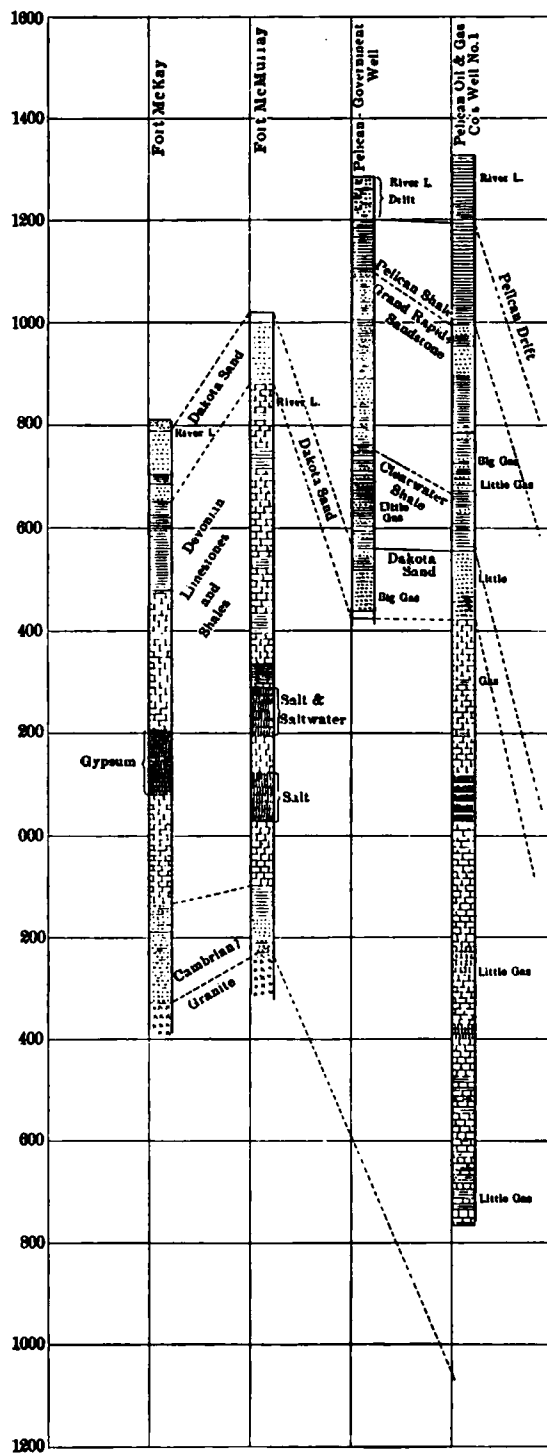 1600
1400
1200
1000
800
600
400
200
000
200
400
600
800
1000
1200
Fort McKay
Fort McMurray
Pelican - Government
Well
Pelican Oil & Gas
Co's Well No.1
River L.
Drift
River L.
Pelican Shale
Grand Rapids
Sandstone
Pelican Drift
Dakota Sand
River L.
River L.
Dakota Sand
Clearwater
Shale
Little
Gas
Big Gas
Little Gas
Dakota
Sand
Little
Big Gas
Gas
Devonian
Limestones
and
Shales
Salt &
Saltwater
Gypsum
Salt
Cambrian?
Granite
Little Gas
Little Gas